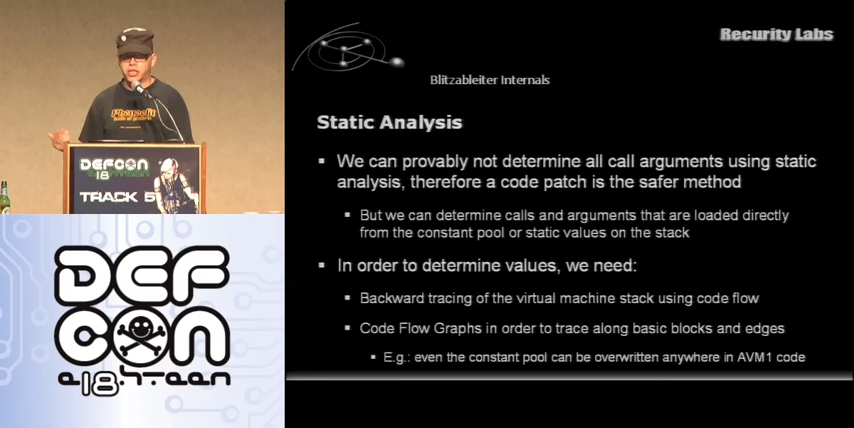 Recurity Labs
Blitzableiter Internals
Static Analysis
We can provably not determine all call arguments using static
analysis, therefore a code patch is the safer method
But we can determine calls and arguments that are loaded directly
from the constant pool or static values on the stack
In order to determine values, we need:
Backward tracing of the virtual machine stack using code flow
Code Flow Graphs in order to trace along basic blocks and edges
E.g.: even the constant pool can be overwritten anywhere in AVM1 code
DEFCON
18
TRACK 5
DEF
CON
e18hteen